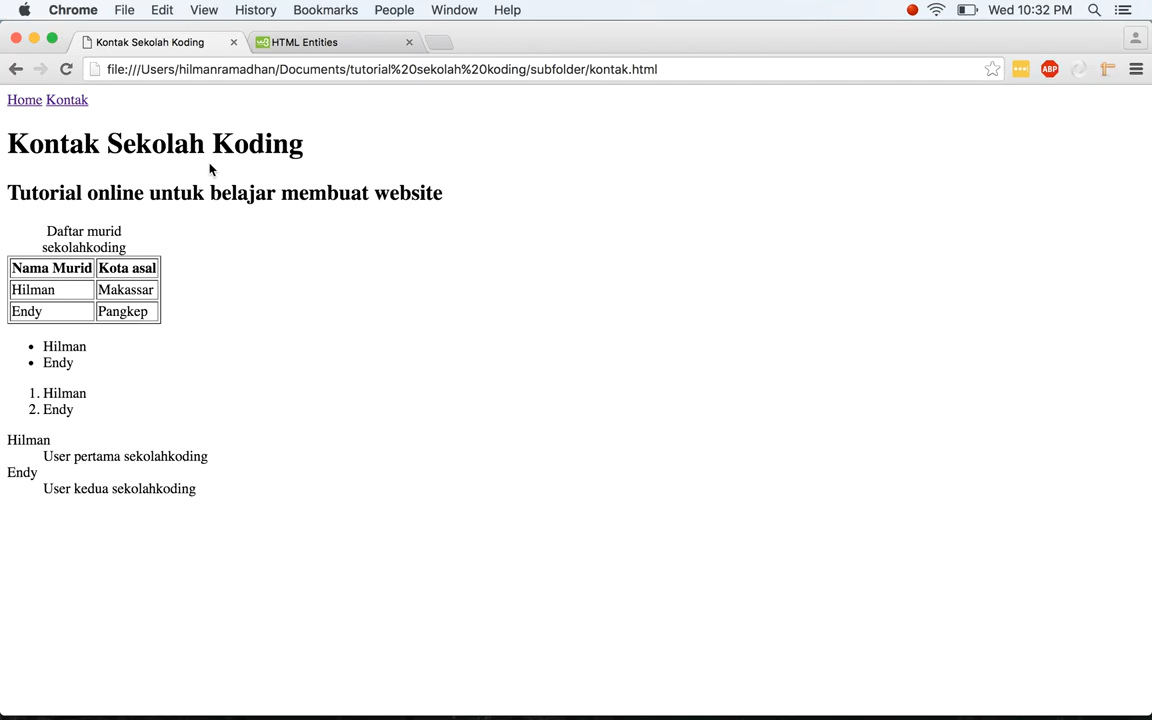 Chrome File Edit View History Bookmarks People Window Help Wed 10:32 PM
Kontak Sekolah Koding HTML Entities
file:///Users/hilmanramadhan/Documents/tutorial%20sekolah%20koding/subfolder/kontak.html ABP
Home Kontak
Kontak Sekolah Koding
Tutorial online untuk belajar membuat website
Daftar murid
sekolahkoding
Nama Murid Kota asal
Hilman Makassar
Endy Pangkep
• Hilman
• Endy
1. Hilman
2. Endy
Hilman
User pertama sekolahkoding
Endy
User kedua sekolahkoding